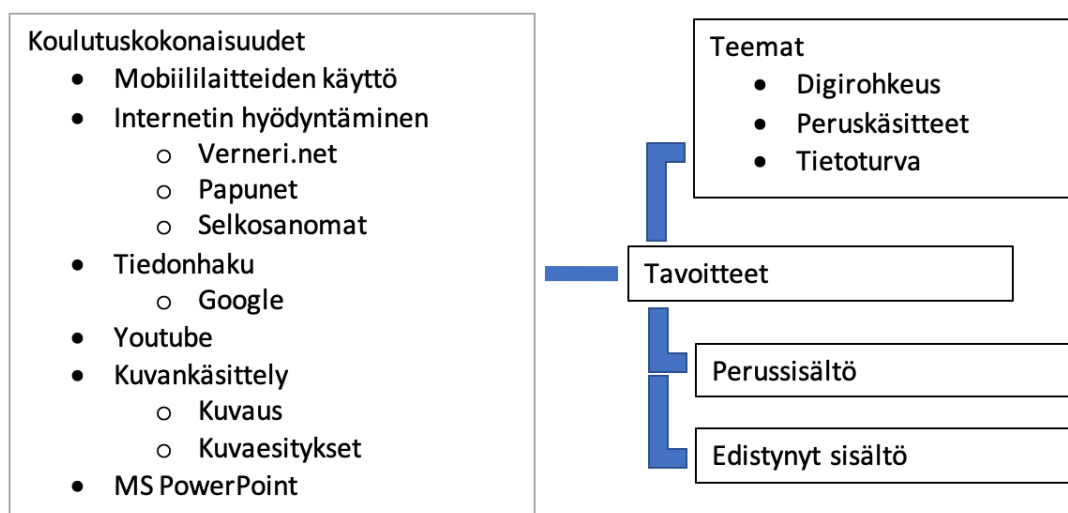 Koulutuskokonaisuudet
• Mobiililaitteiden käyttö
• Internetin hyödyntäminen
o Verneri.net
o Papunet
o Selkosanomat
• Tiedonhaku
o Google
• Youtube
• Kuvankäsittely
o Kuvaus
o Kuvaesitykset
• MS PowerPoint
Teemat
• Digirohkeus
• Peruskäsitteet
• Tietoturva
Tavoitteet
Perussisältö
Edistynyt sisältö